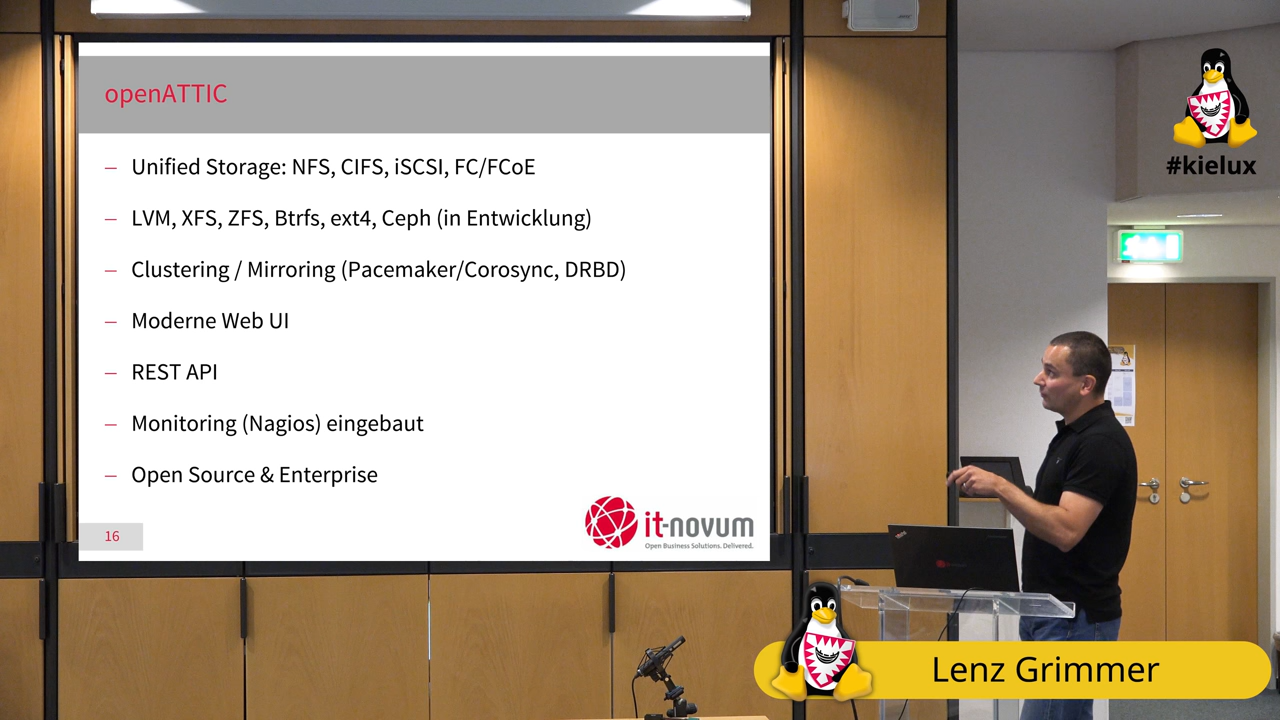 openATTIC
– Unified Storage: NFS, CIFS, iSCSI, FC/FCoE
– LVM, XFS, ZFS, Btrfs, ext4, Ceph (in Entwicklung)
– Clustering / Mirroring (Pacemaker/Corosync, DRBD)
– Moderne Web UI
– REST API
– Monitoring (Nagios) eingebaut
– Open Source & Enterprise
16
it-novum
Open Business Solutions. Delivered.
#kielux
Lenz Grimmer